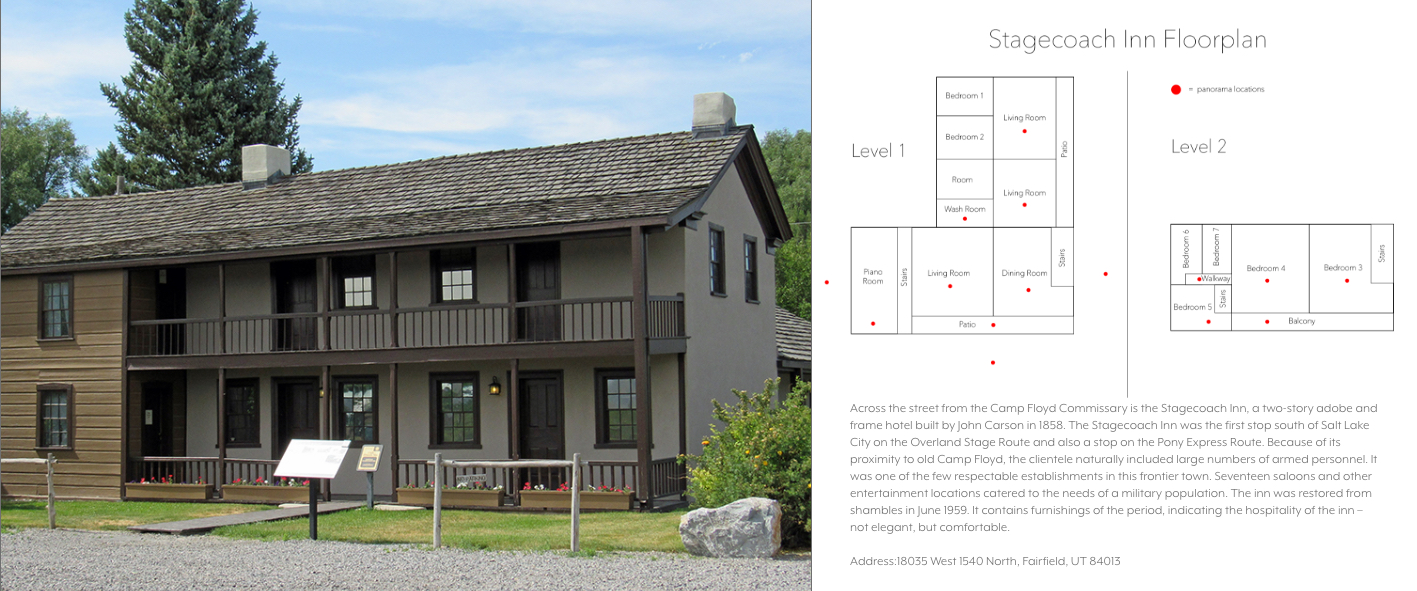 Stagecoach Inn Floorplan
= panorama locations
Level 1
Bedroom 1
Living Room
Patio
Bedroom 2
Room
Living Room
Wash Room
Piano
Room
Stairs
Living Room
Dining Room
Stairs
Patio
Level 2
Bedroom 6
Bedroom 7
Walkway
Bedroom 4
Bedroom 3
Stairs
Bedroom 5
Stairs
Balcony
Across the street from the Camp Floyd Commissary is the Stagecoach Inn, a two-story adobe and
frame hotel built by John Carson in 1858. The Stagecoach Inn was the first stop south of Salt Lake
City on the Overland Stage Route and also a stop on the Pony Express Route. Because of its
proximity to old Camp Floyd, the clientele naturally included large numbers of armed personnel. It
was one of the few respectable establishments in this frontier town. Seventeen saloons and other
entertainment locations catered to the needs of a military population. The inn was restored from
shambles in June 1959. It contains furnishings of the period, indicating the hospitality of the inn –
not elegant, but comfortable.
Address:18035 West 1540 North, Fairfield, UT 84013